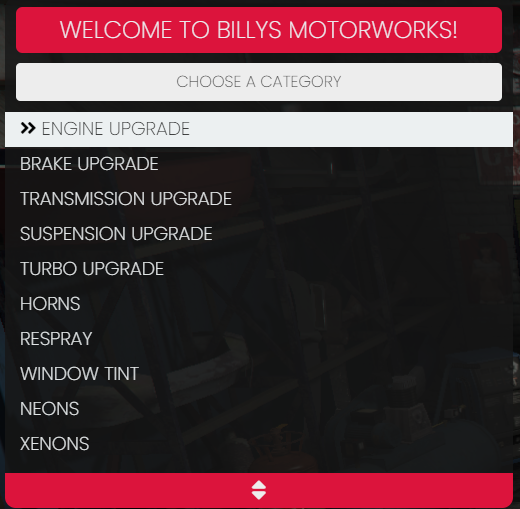 WELCOME TO BILLYS MOTORWORKS!
CHOOSE A CATEGORY
ENGINE UPGRADE
BRAKE UPGRADE
TRANSMISSION UPGRADE
SUSPENSION UPGRADE
TURBO UPGRADE
HORNS
RESPRAY
WINDOW TINT
NEONS
XENONS